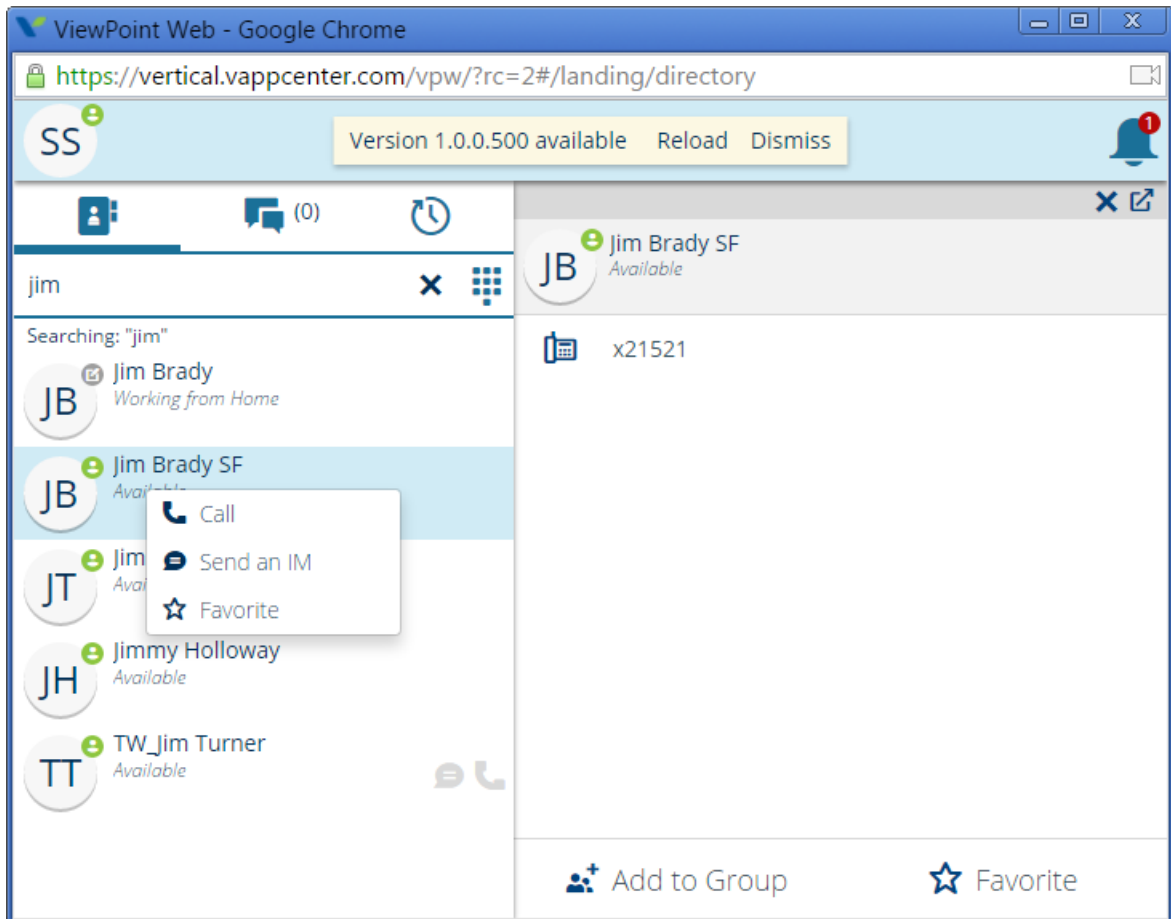 ViewPoint Web - Google Chrome
https://vertical.vappcenter.com/vpw/?rc=2#/landing/directory
SS
Version 1.0.0.500 available Reload Dismiss
1
(0)
jim
Searching: "jim"
JB
Jim Brady
Working from Home
JB
Jim Brady SF
Available
Call
Send an IM
Favorite
JT
Jim
JH
Jimmy Holloway
Available
TT
TW_Jim Turner
Available
JB
Jim Brady SF
Available
x21521
Add to Group
Favorite